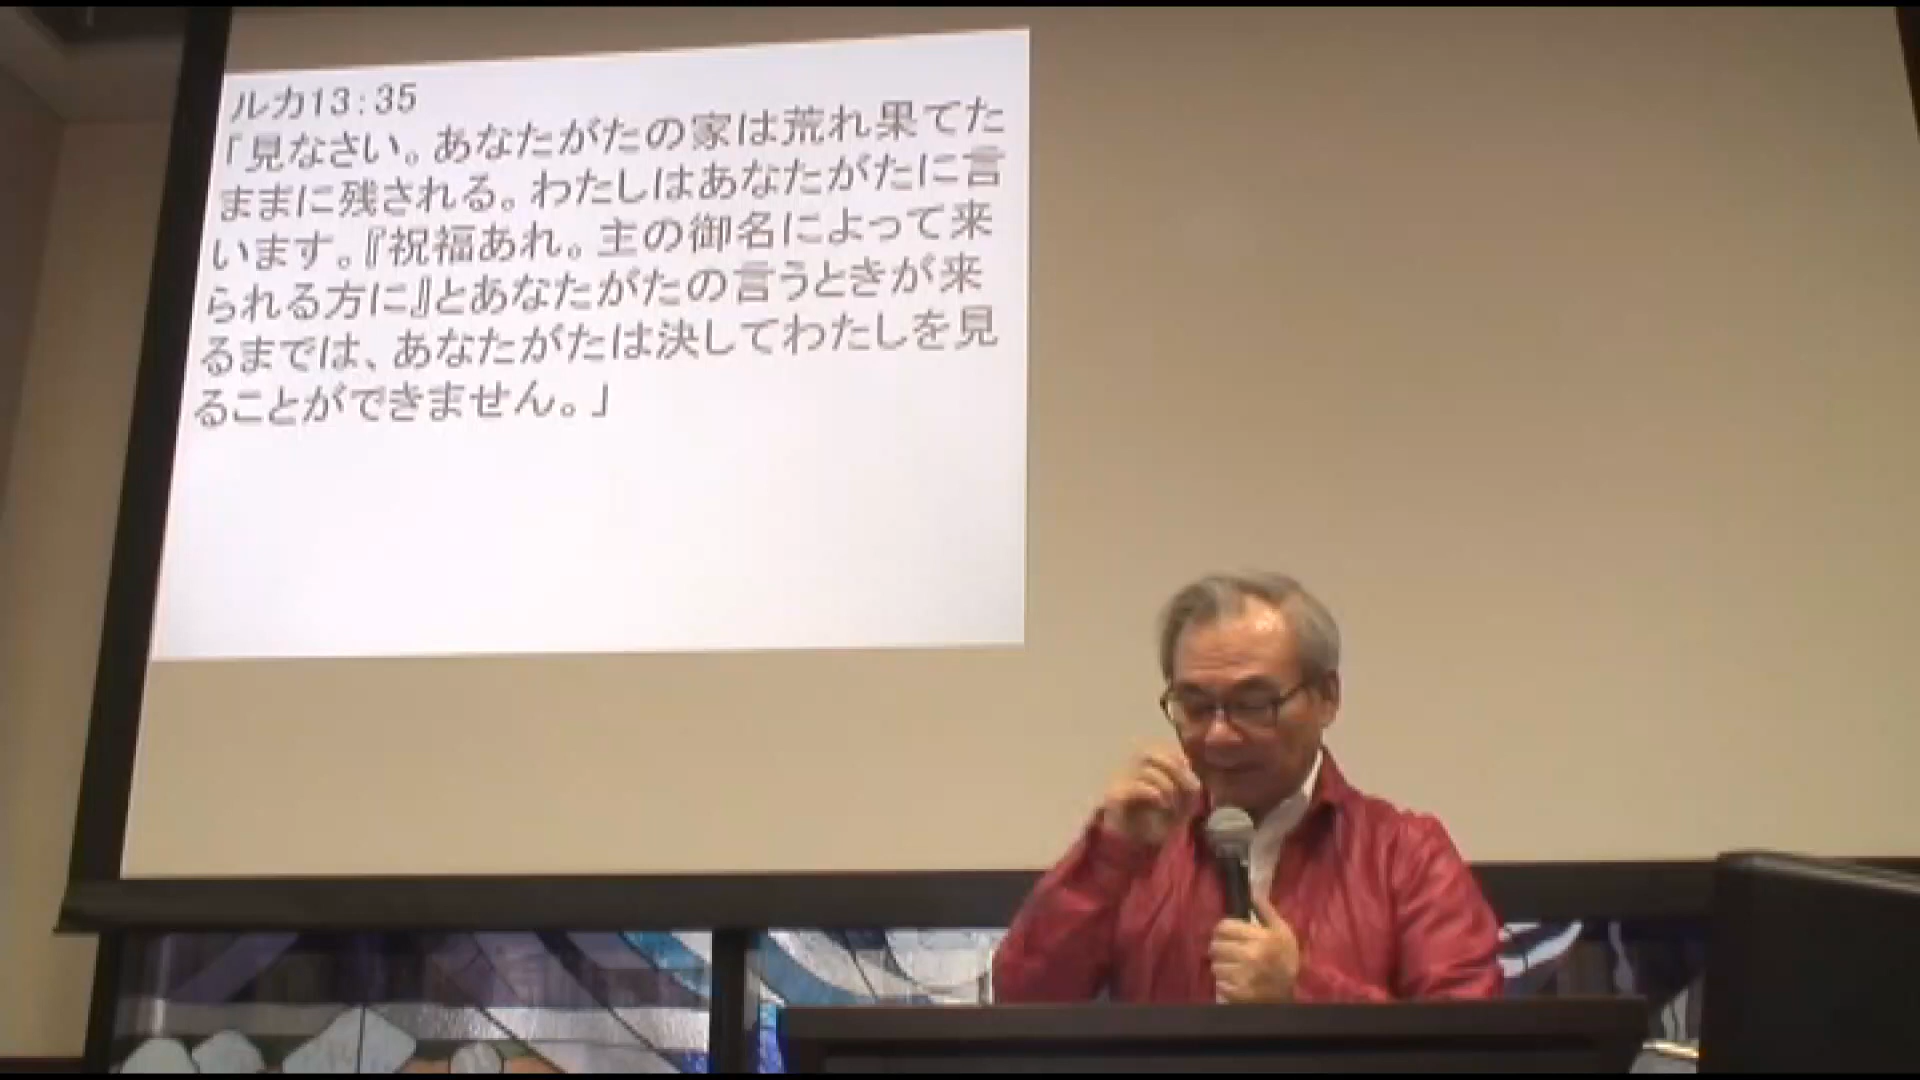 ルカ13:35
「見なさい。あなたがたの家は荒れ果てた
ままに残される。わたしはあなたがたに言
います。『祝福あれ。主の御名によって来
られる方に』とあなたがたの言うときが来
るまでは、あなたがたは決してわたしを見
ることができません。」